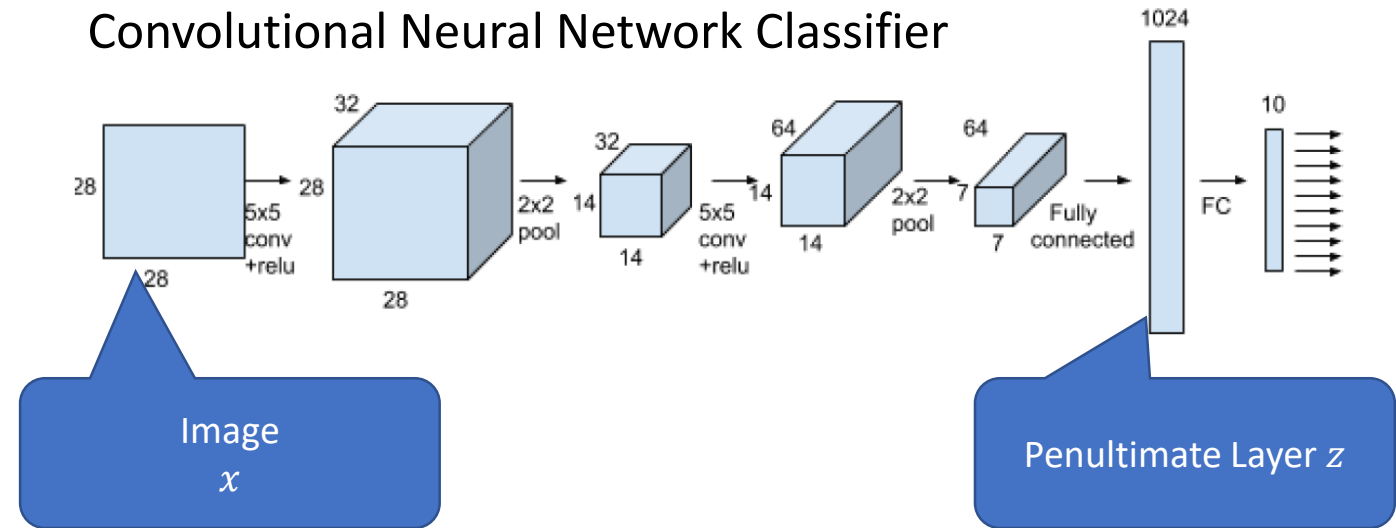 Convolutional Neural Network Classifier
1024
32
28
28
5x5
conv
+relu
28
28
2x2
pool
32
14
14
5x5
conv
+relu
64
14
14
2x2
pool
64
7
7
Fully
connected
FC
10
Image
x
Penultimate Layer z